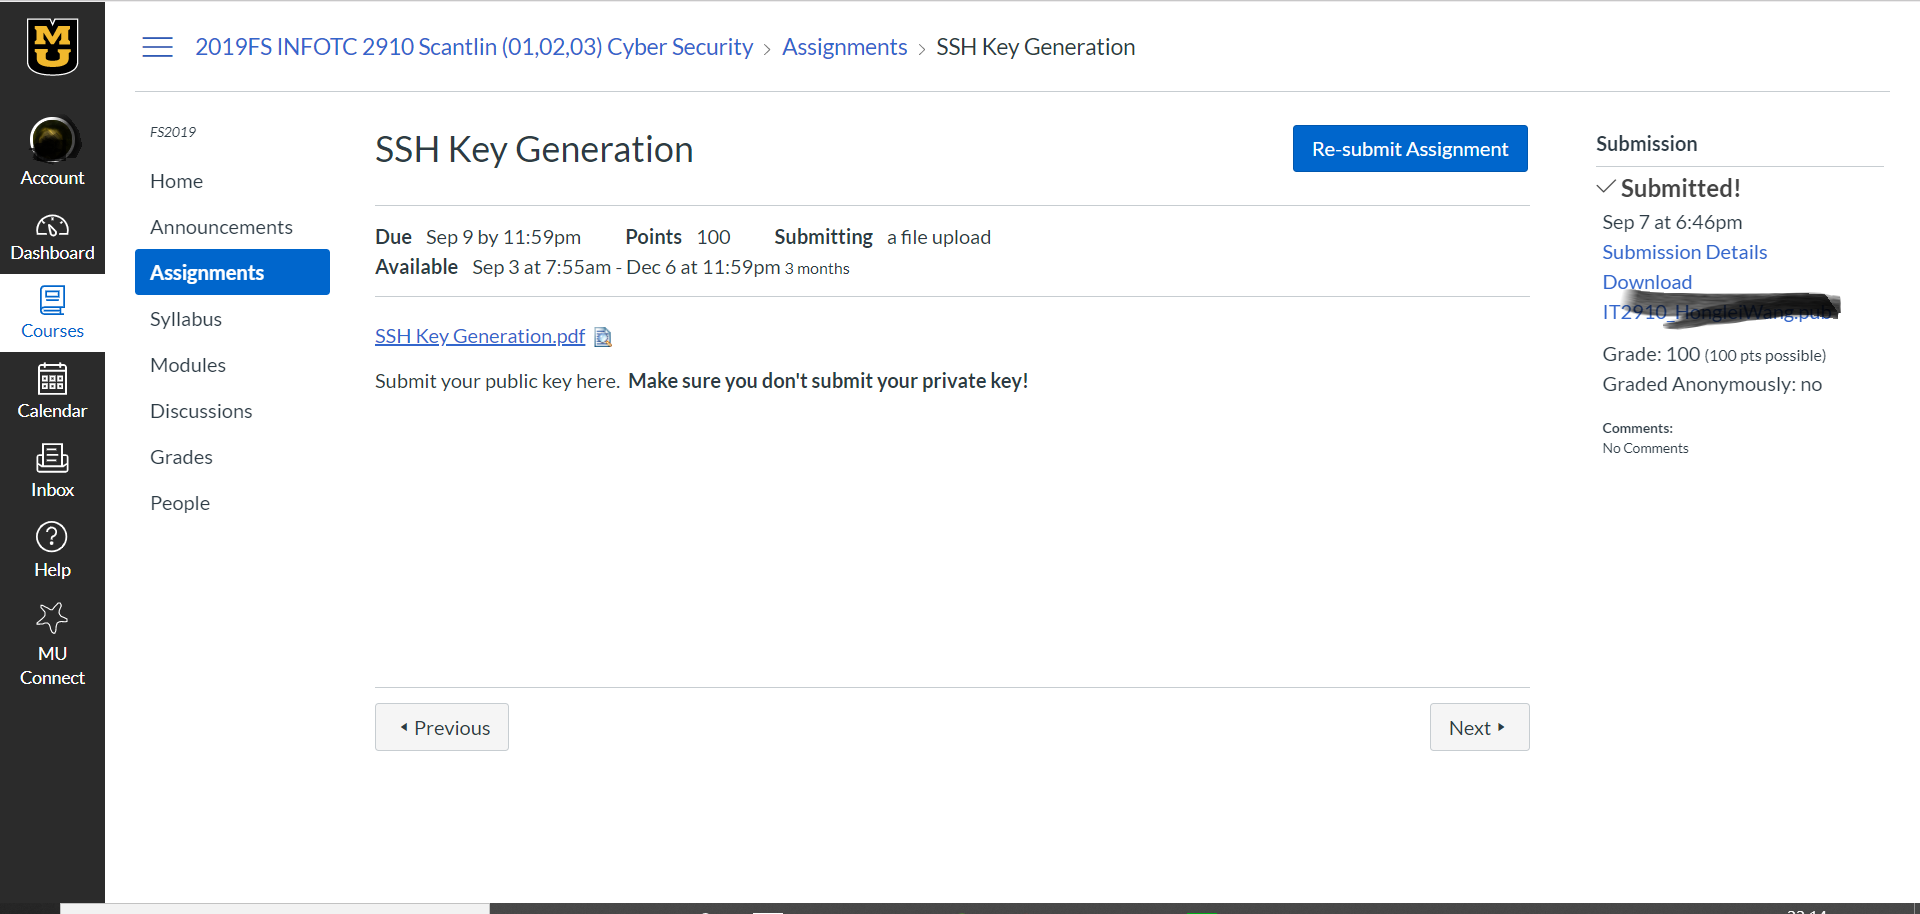 MU
Account
Dashboard
Courses
Calendar
Inbox
Help
MU
Connect
2019FS INFOTC 2910 Scantlin (01,02,03) Cyber Security > Assignments > SSH Key Generation
FS2019
Home
Announcements
Assignments
Syllabus
Modules
Discussions
Grades
People
SSH Key Generation
Re-submit Assignment
Due Sep 9 by 11:59pm Points 100 Submitting a file upload
Available Sep 3 at 7:55am - Dec 6 at 11:59pm 3 months
SSH Key Generation.pdf
Submit your public key here. Make sure you don't submit your private key!
Previous
Next
Submission
Submitted!
Sep 7 at 6:46pm
Submission Details
Download
IT2910
Grade: 100 (100 pts possible)
Graded Anonymously: no
Comments:
No Comments